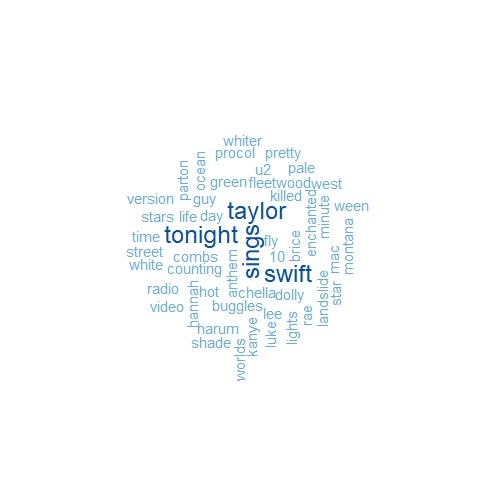 whiter
procol pretty
ocean
u2 pale
parton
green fleetwood west
version guy killed
enchanted
minute
ween
stars life day taylor
time tonight sings fly
brice
montana
street combs 10
mac
white counting anthem swift
radio hannah hot chella dolly
landslide
star
video buggles lee
rae
harum kanye luke lights
shade
worlds